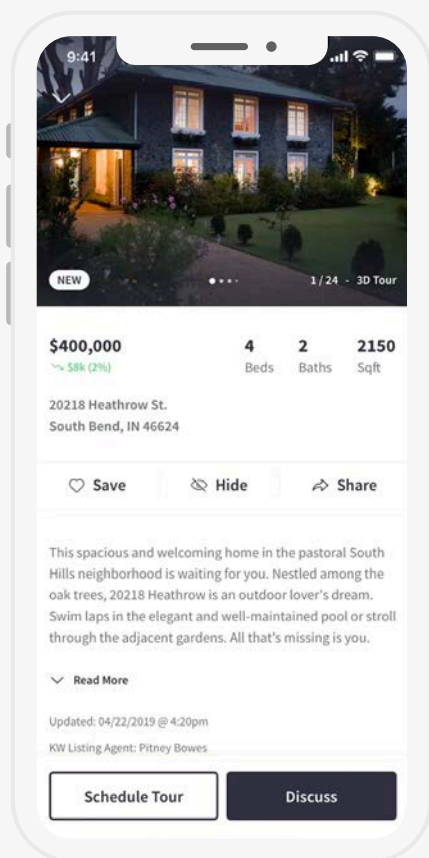 9:41
NEW
1 / 24 - 3D Tour
$400,000
4
2
2150
$8k (2%)
Beds
Baths
Sqft
20218 Heathrow St.
South Bend, IN 46624
Save
Hide
Share
This spacious and welcoming home in the pastoral South
Hills neighborhood is waiting for you. Nestled among the
oak trees, 20218 Heathrow is an outdoor lover's dream.
Swim laps in the elegant and well-maintained pool or stroll
through the adjacent gardens. All that's missing is you.
Read More
Updated: 04/22/2019 @ 4:20pm
KW Listing Agent: Pitney Bowes
Schedule Tour
Discuss